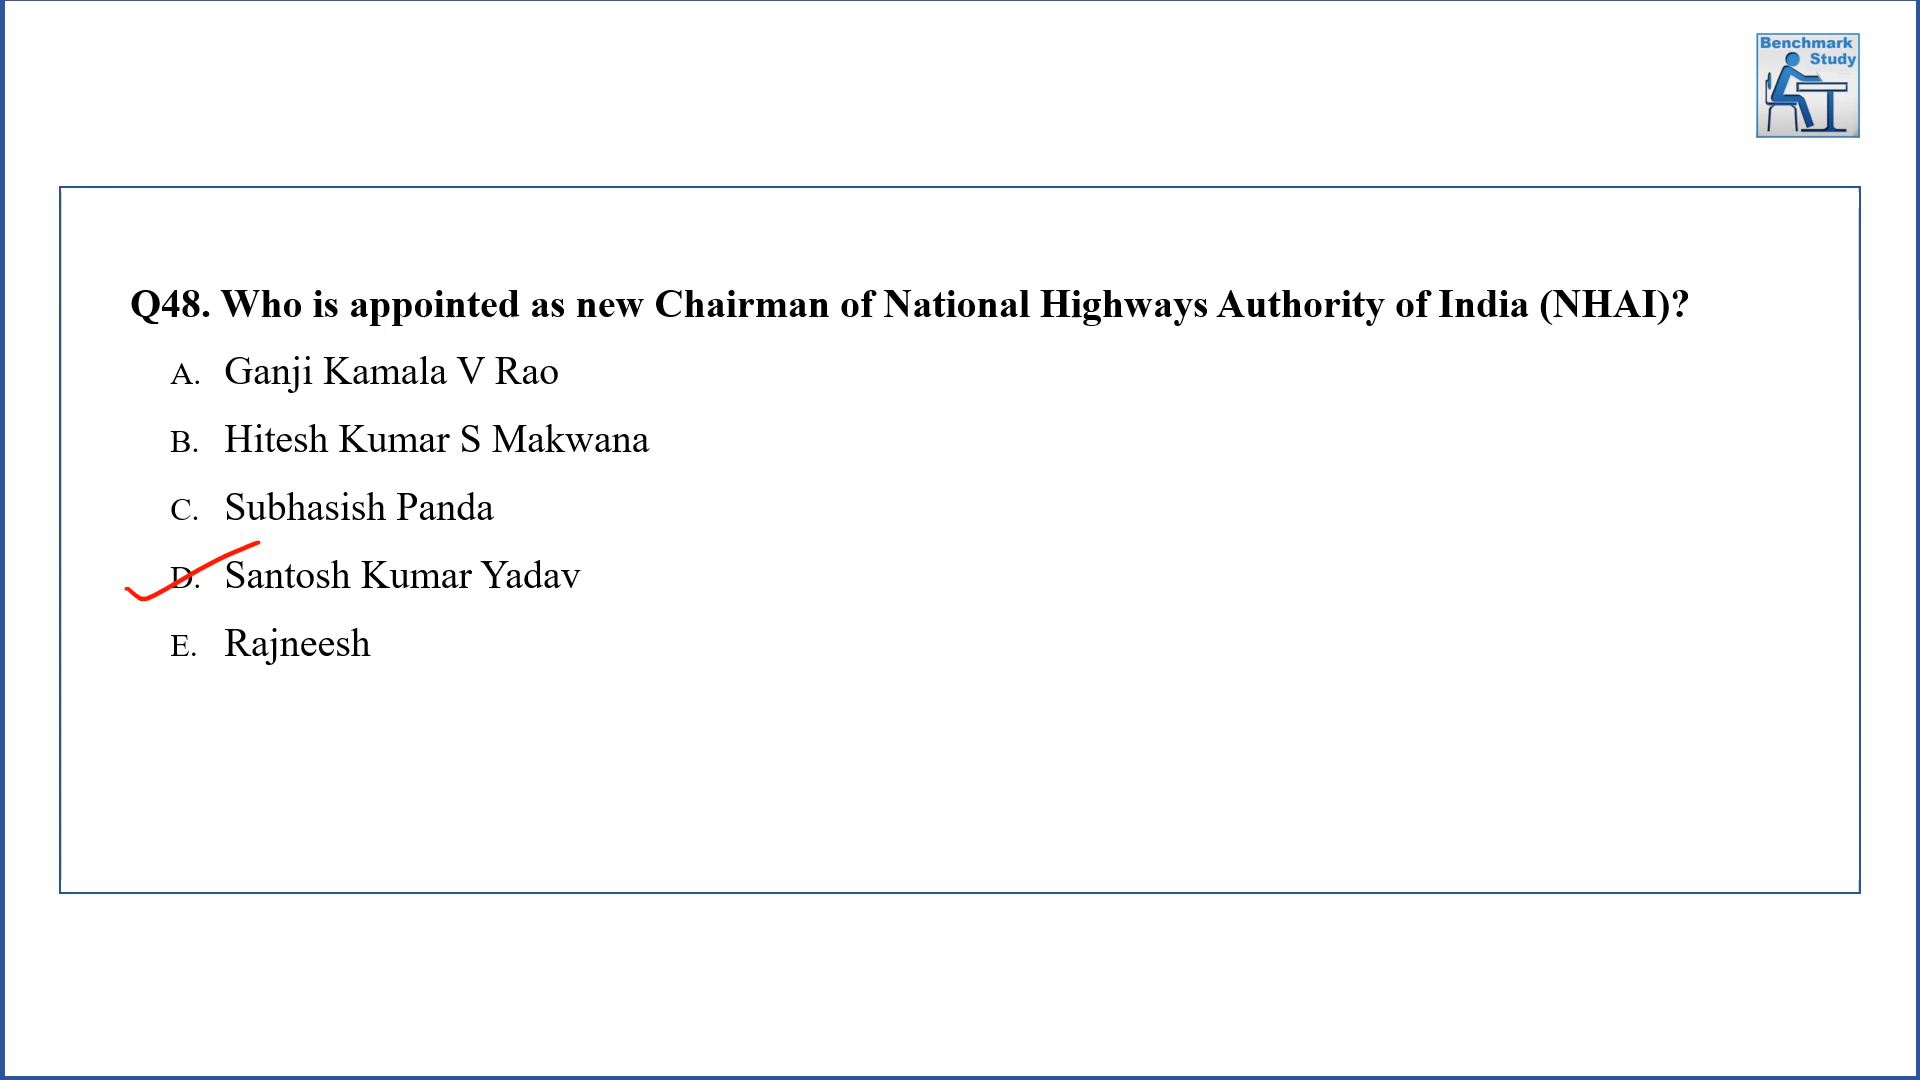 Benchmark
Study
Q48. Who is appointed as new Chairman of National Highways Authority of India (NHAI)?
A. Ganji Kamala V Rao
B. Hitesh Kumar S Makwana
C. Subhasish Panda
D. Santosh Kumar Yadav
E. Rajneesh